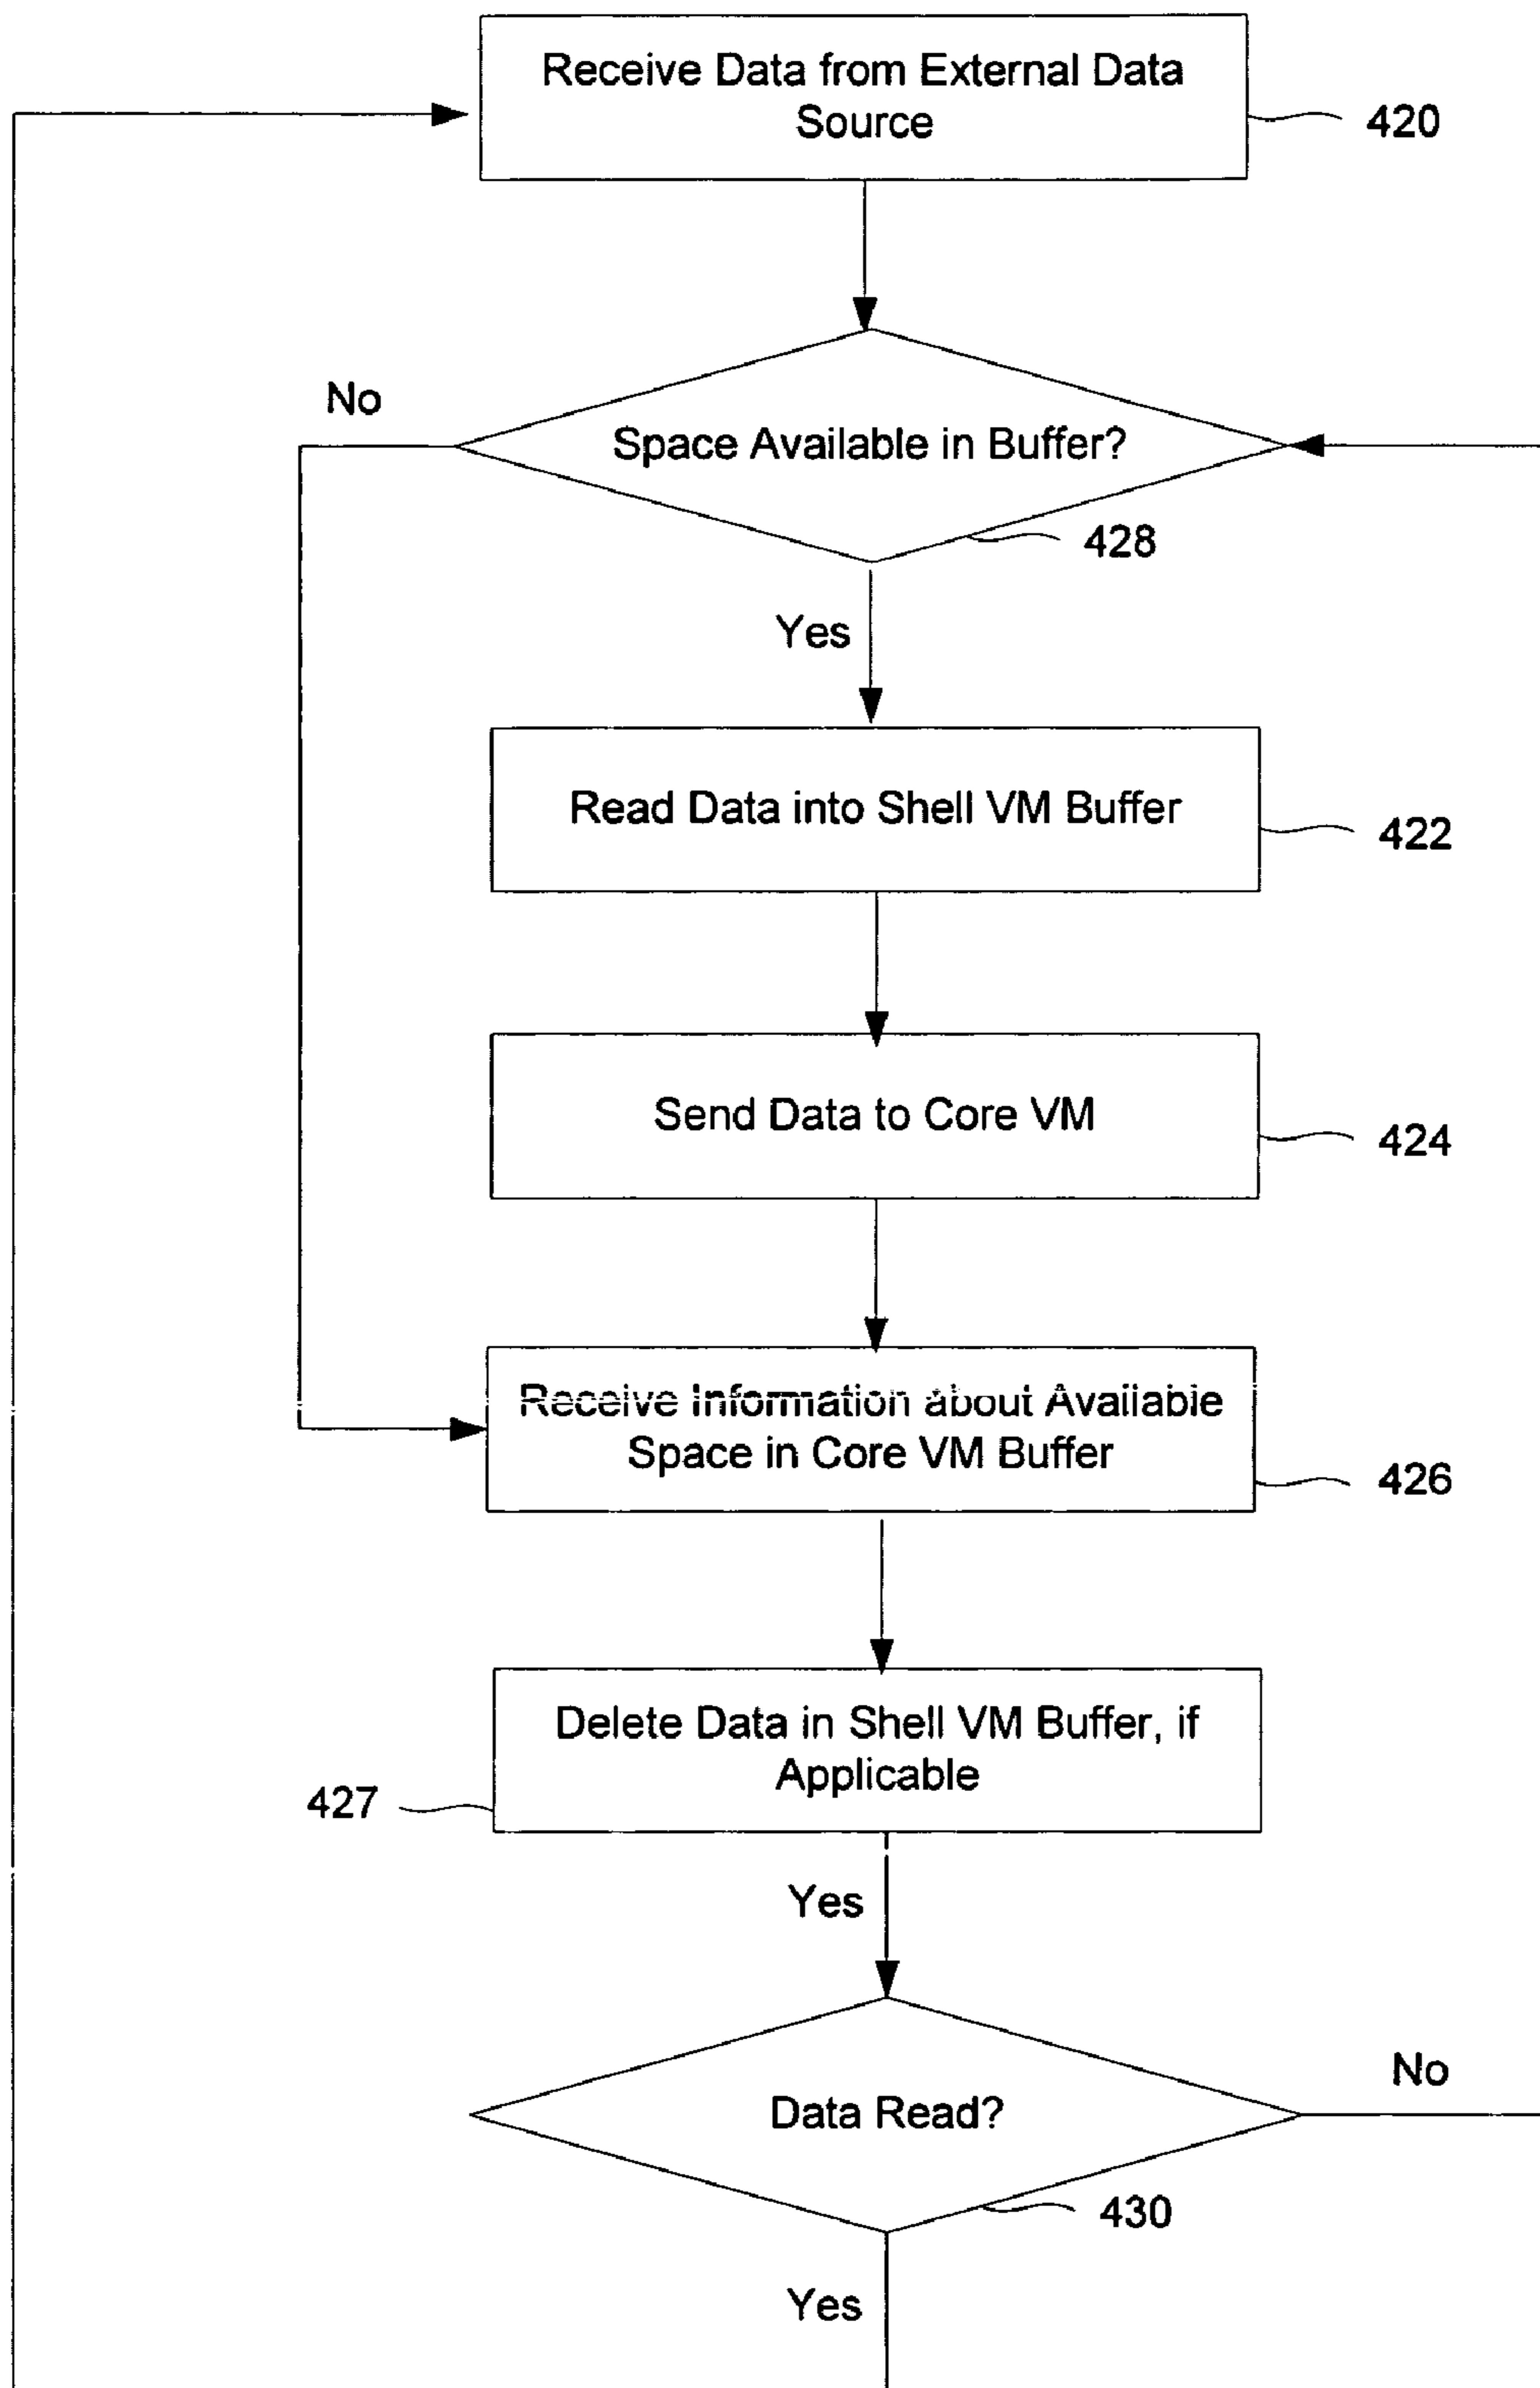 Receive Data from External Data
Source
420
No
Space Available in Buffer?
428
Yes
Read Data into Shell VM Buffer
422
Send Data to Core VM
424
Receive Information about Available
Space in Core VM Buffer
426
Delete Data in Shell VM Buffer, if
Applicable
427
Yes
Data Read?
No
430
Yes